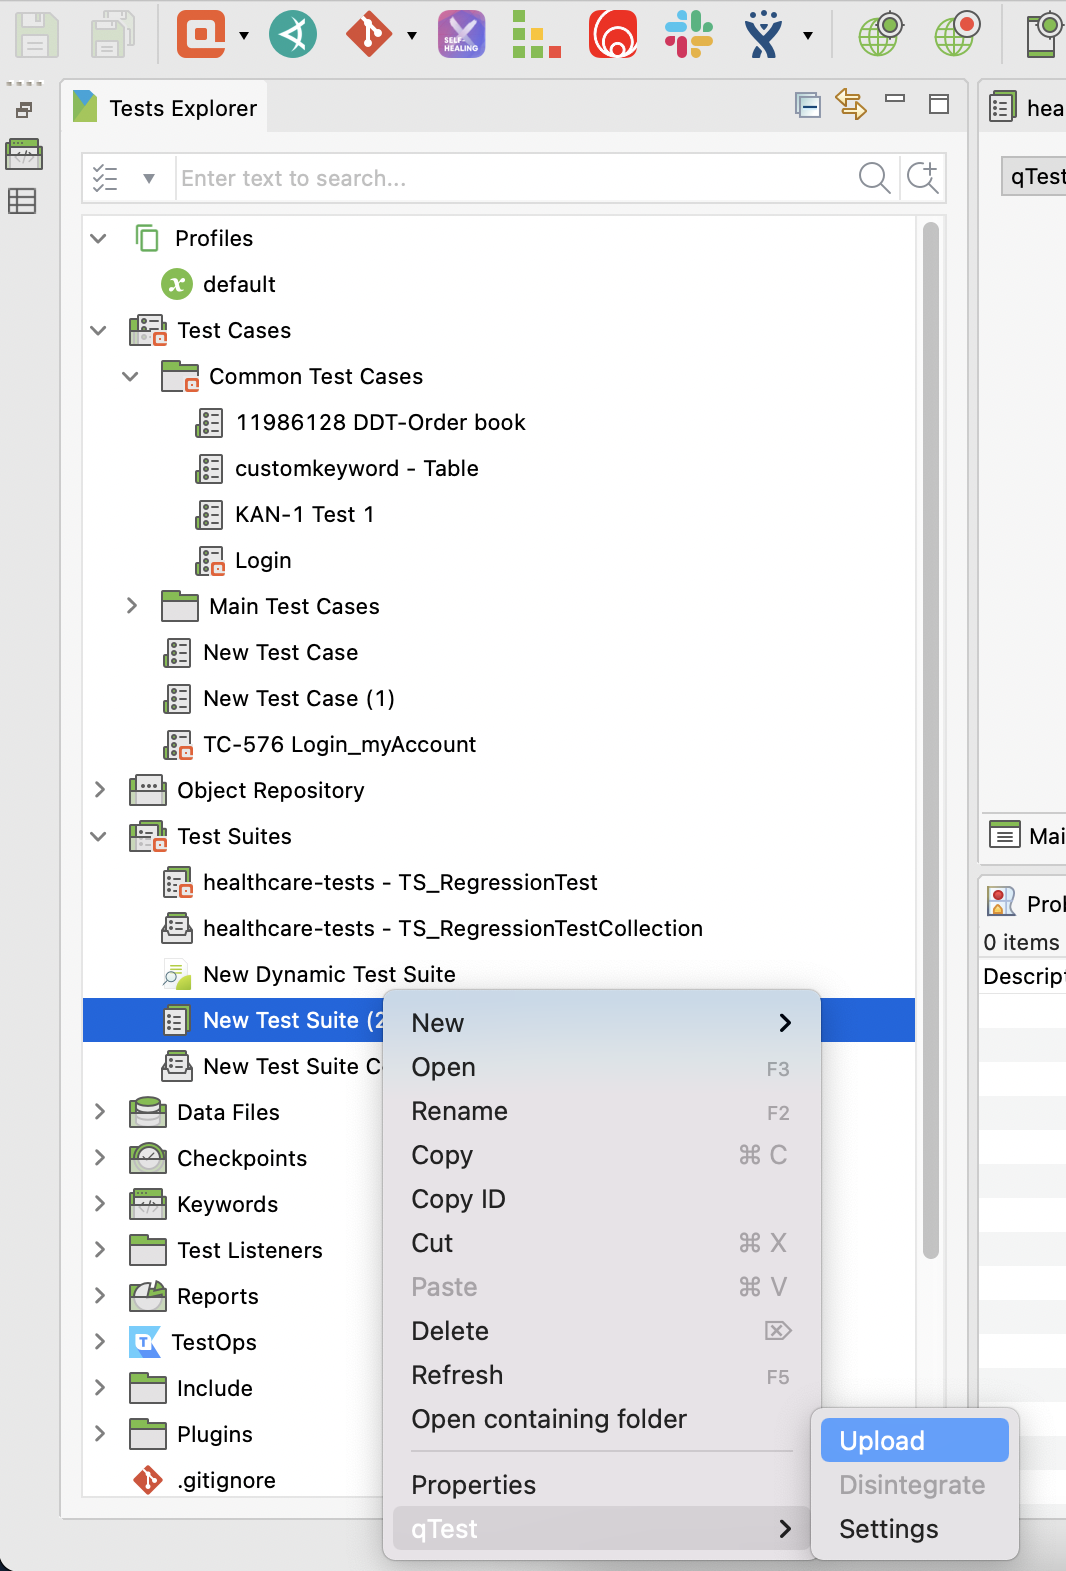 SELF-
HEALING
Tests Explorer
hea
Enter text to search...
qTest
Profiles
default
Test Cases
Common Test Cases
11986128 DDT-Order book
customkeyword - Table
KAN-1 Test 1
Login
Main Test Cases
New Test Case
New Test Case (1)
TC-576 Login_myAccount
Object Repository
Test Suites
Mai
healthcare-tests - TS_RegressionTest
Prob
healthcare-tests - TS_RegressionTestCollection
0 items
New Dynamic Test Suite
Descript
New Test Suite (2
New Test Suite C
Data Files
Checkpoints
Keywords
Test Listeners
Reports
TestOps
Include
Plugins
.gitignore
New
Open F3
Rename F2
Copy ⌘ C
Copy ID
Cut ⌘ X
Paste ⌘ V
Delete
Refresh F5
Open containing folder
Properties
qTest
Upload
Disintegrate
Settings